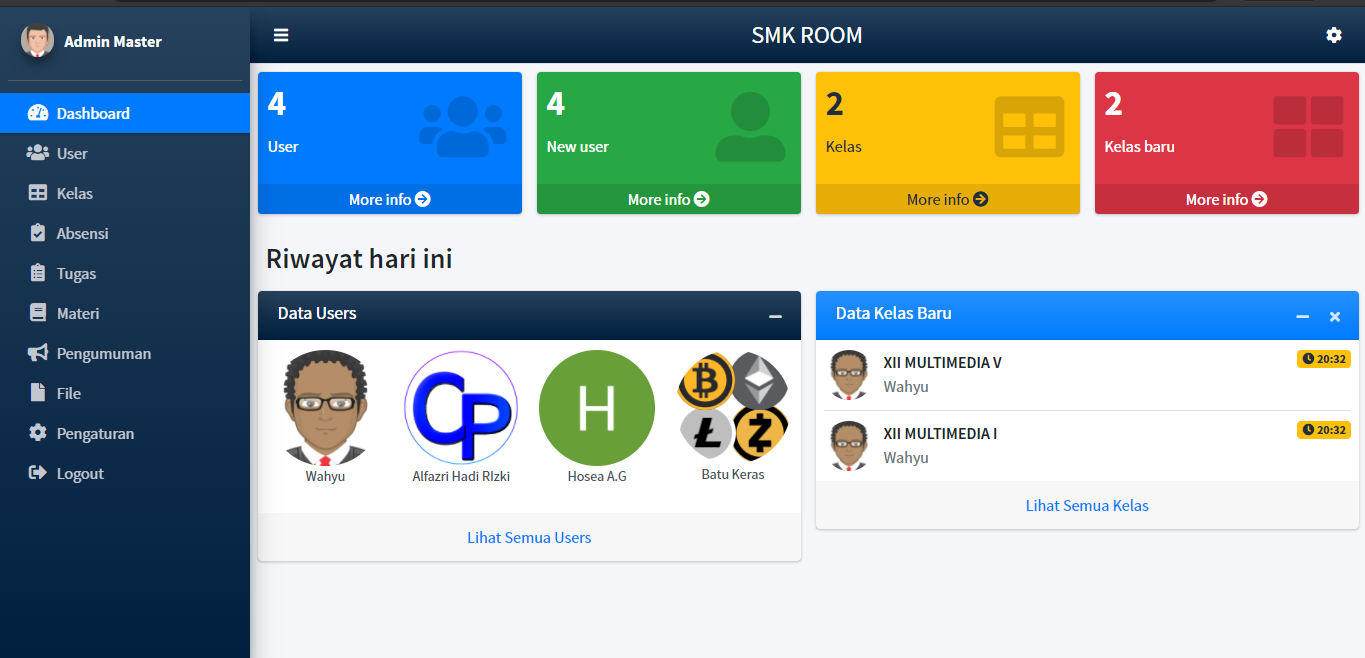 Admin Master
Dashboard
User
Kelas
Absensi
Tugas
Materi
Pengumuman
File
Pengaturan
Logout
SMK ROOM
4
User
More info
4
New user
More info
2
Kelas
More info
2
Kelas baru
More info
Riwayat hari ini
Data Users
CP
H
Wahyu
Alfazri Hadi RIzki
Hosea A.G
Batu Keras
Lihat Semua Users
Data Kelas Baru
XII MULTIMEDIA V
20:32
Wahyu
XII MULTIMEDIA I
20:32
Wahyu
Lihat Semua Kelas